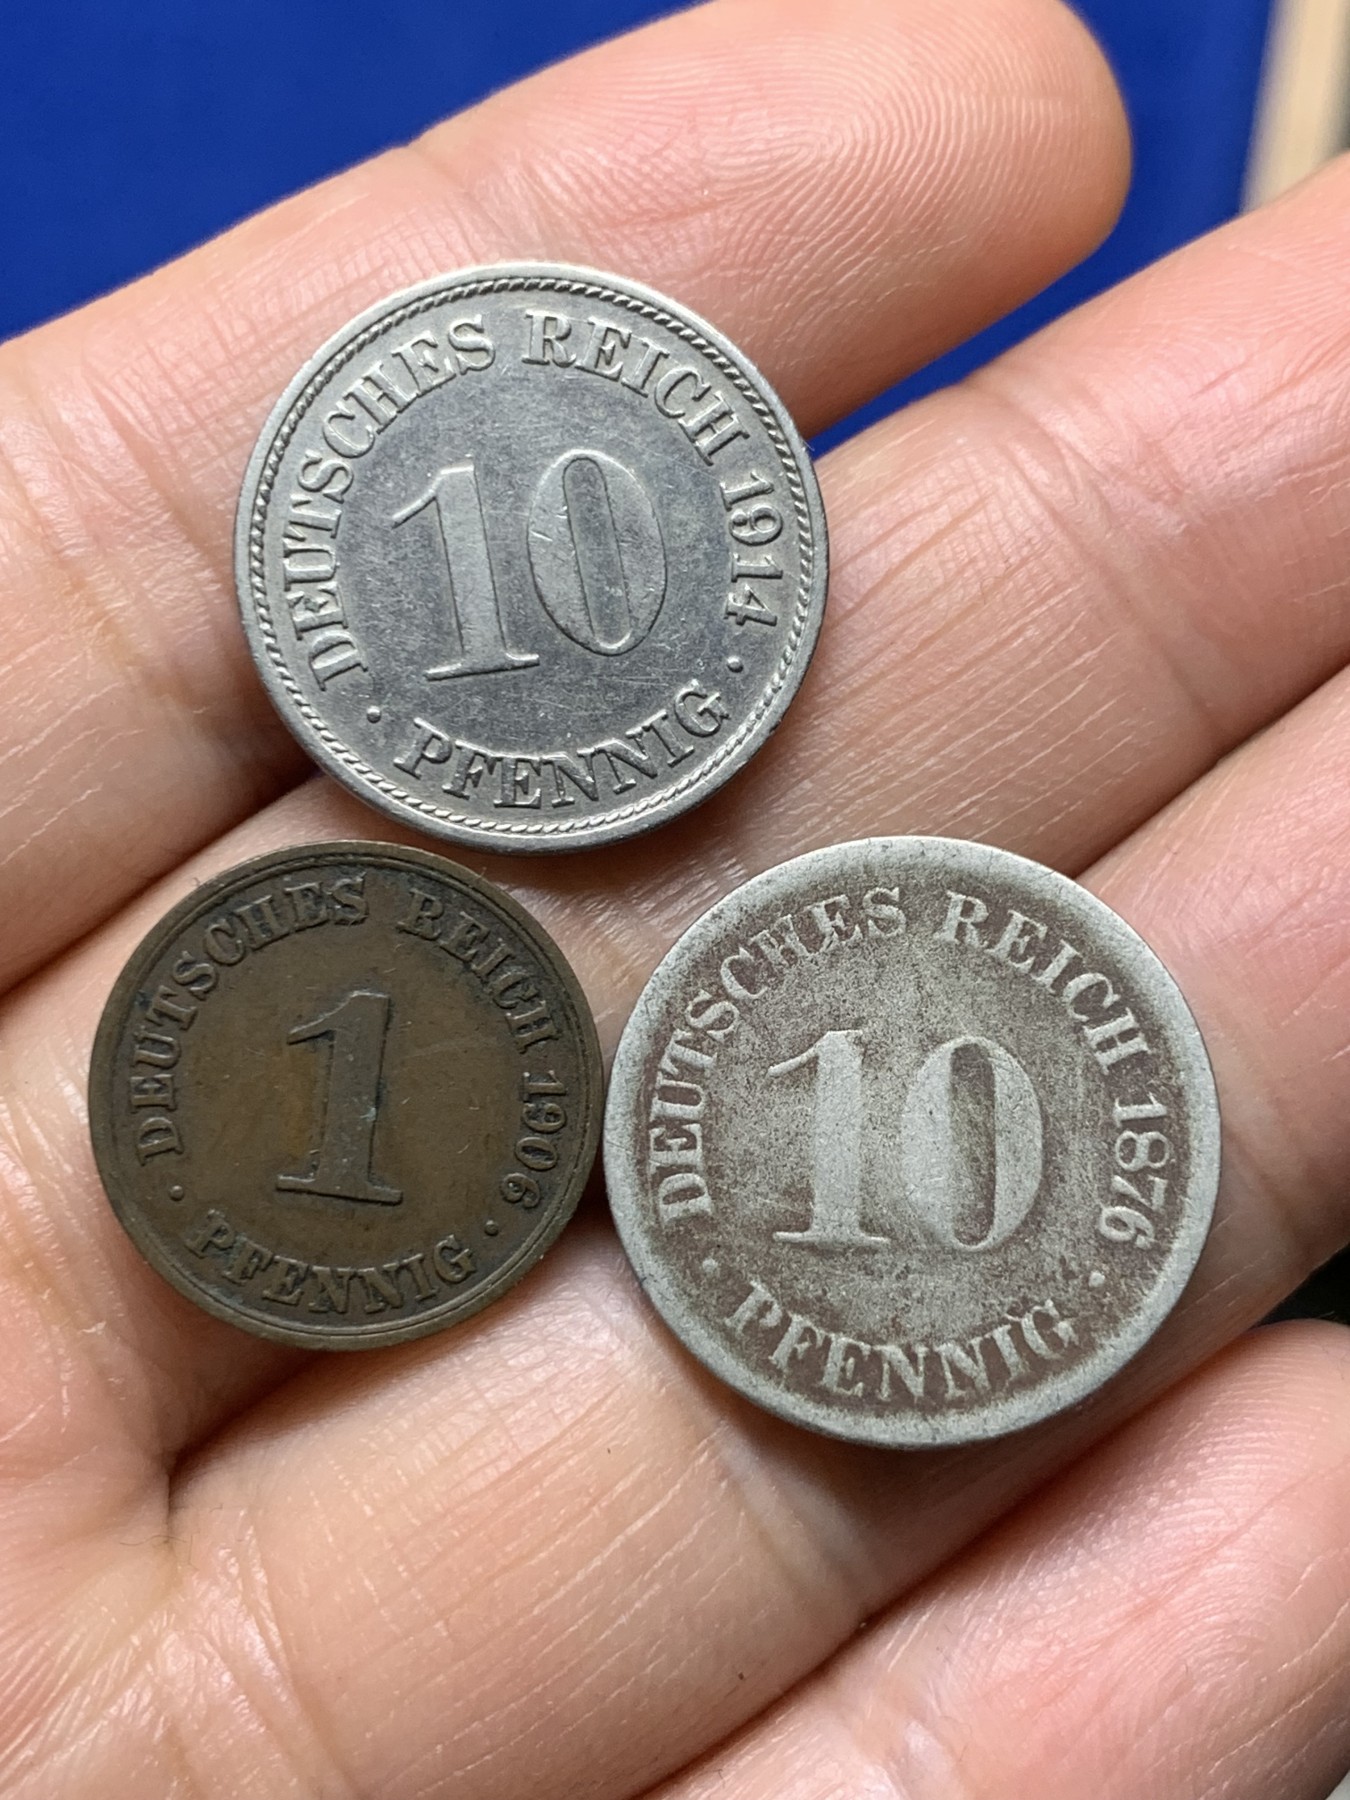 DEUTSCHES REICH 1914
10
· PFENNIG ·
DEUTSCHES REICH 1906
1
· PFENNIG ·
DEUTSCHES REICH 1876
10
· PFENNIG ·